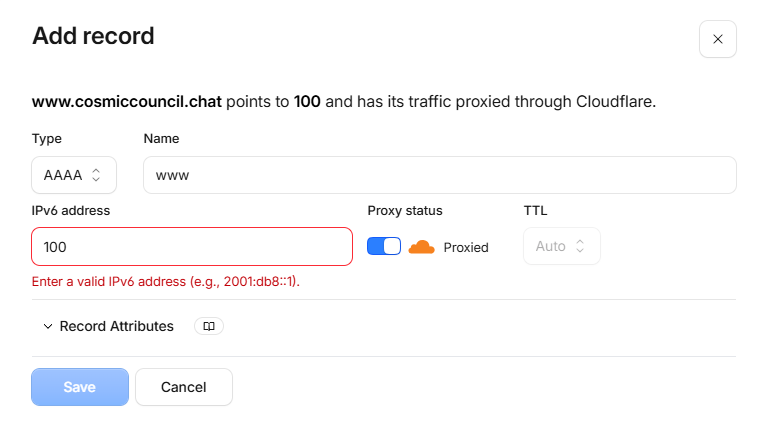 Add record
www.cosmiccouncil.chat points to 100 and has its traffic proxied through Cloudflare.
Type Name
AAAA www
IPv6 address Proxy status TTL
100 Proxied Auto
Enter a valid IPv6 address (e.g., 2001:db8::1).
Record Attributes
Save Cancel